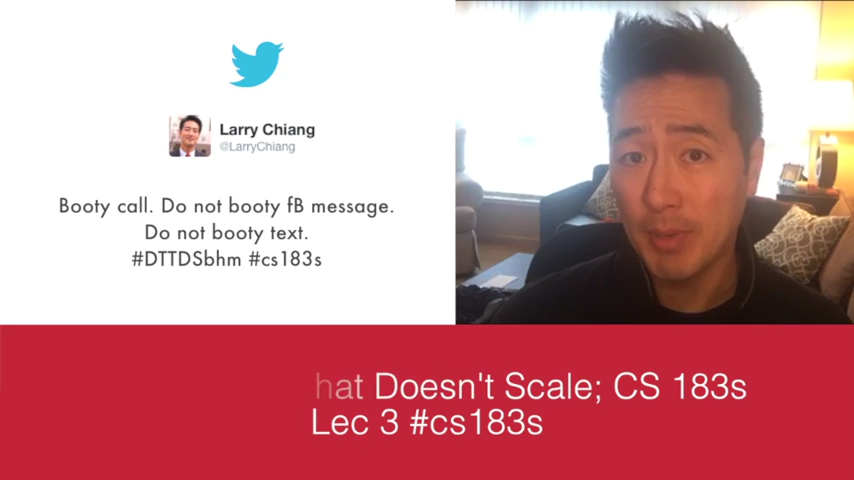 Larry Chiang
@LarryChiang
Booty call. Do not booty fB message.
Do not booty text.
#DTTDSbhm #cs183s
hat Doesn't Scale; CS 183s
Lec 3 #cs183s